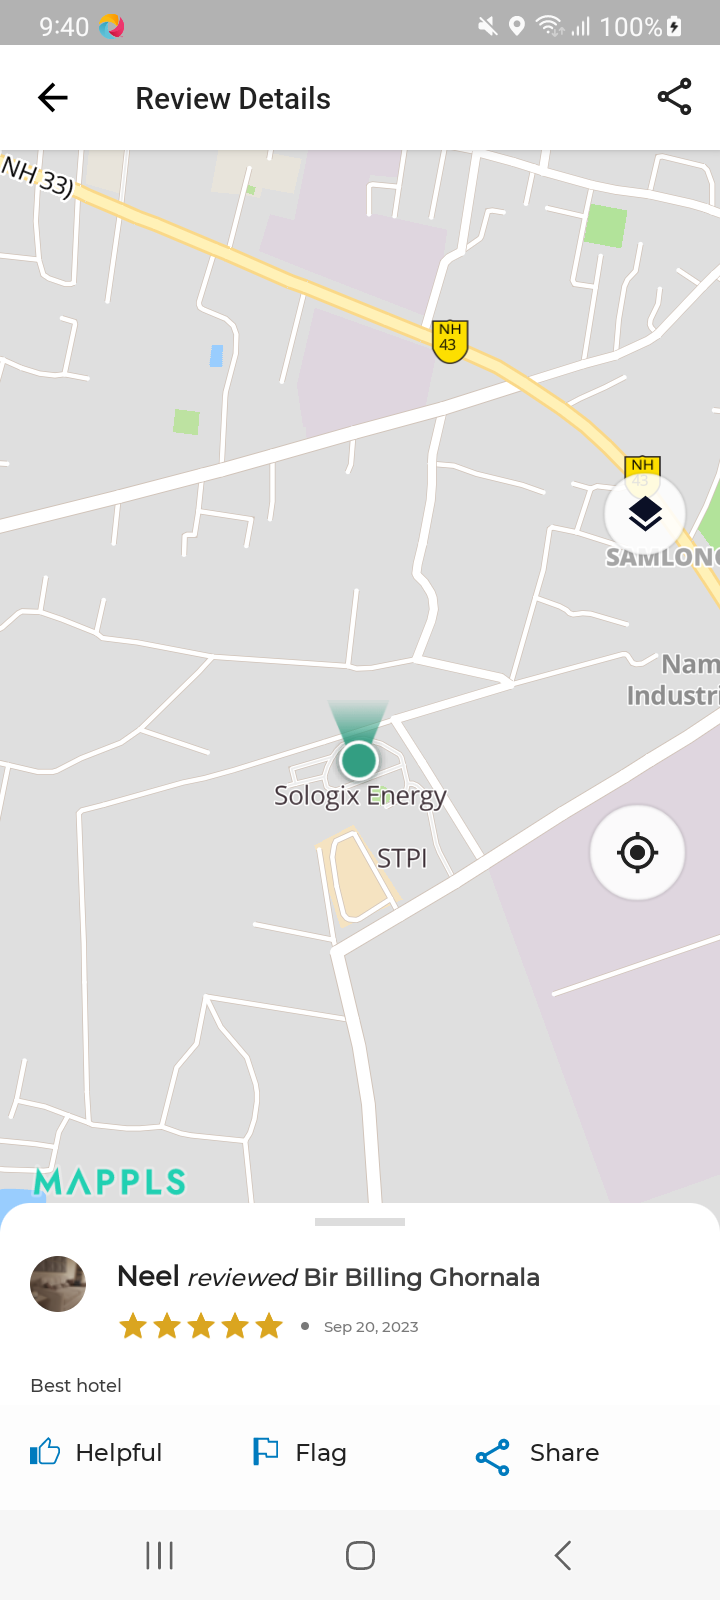 9:40
100%
Review Details
NH 33)
NH
43
NH
43
SAMLONG
Nam
Industri
Sologix Energy
STPI
MAPPLS
Neel reviewed Bir Billing Ghornala
Sep 20, 2023
Best hotel
Helpful
Flag
Share